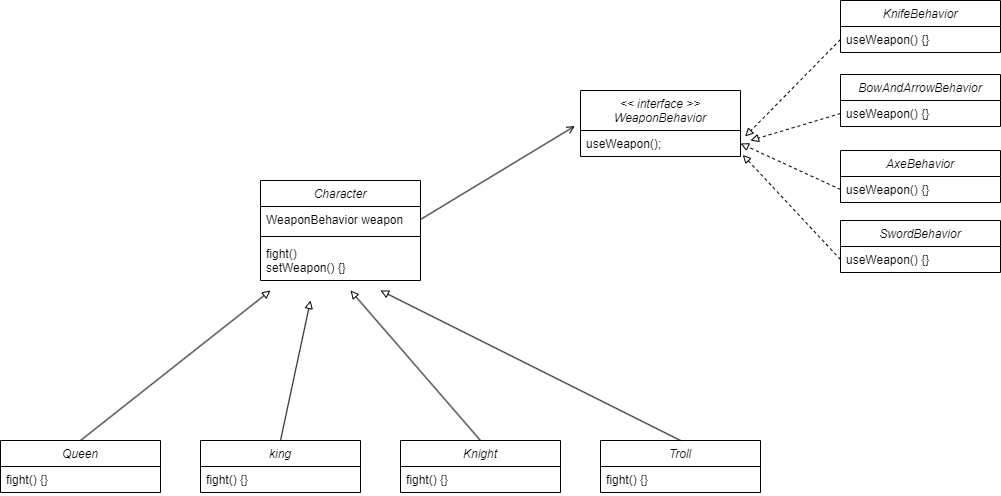 KnifeBehavior
useWeapon() {}
BowAndArrowBehavior
useWeapon() {}
<< interface >>
WeaponBehavior
useWeapon();
AxeBehavior
useWeapon() {}
Character
WeaponBehavior weapon
fight()
setWeapon() {}
SwordBehavior
useWeapon() {}
Queen
fight() {}
king
fight() {}
Knight
fight() {}
Troll
fight() {}